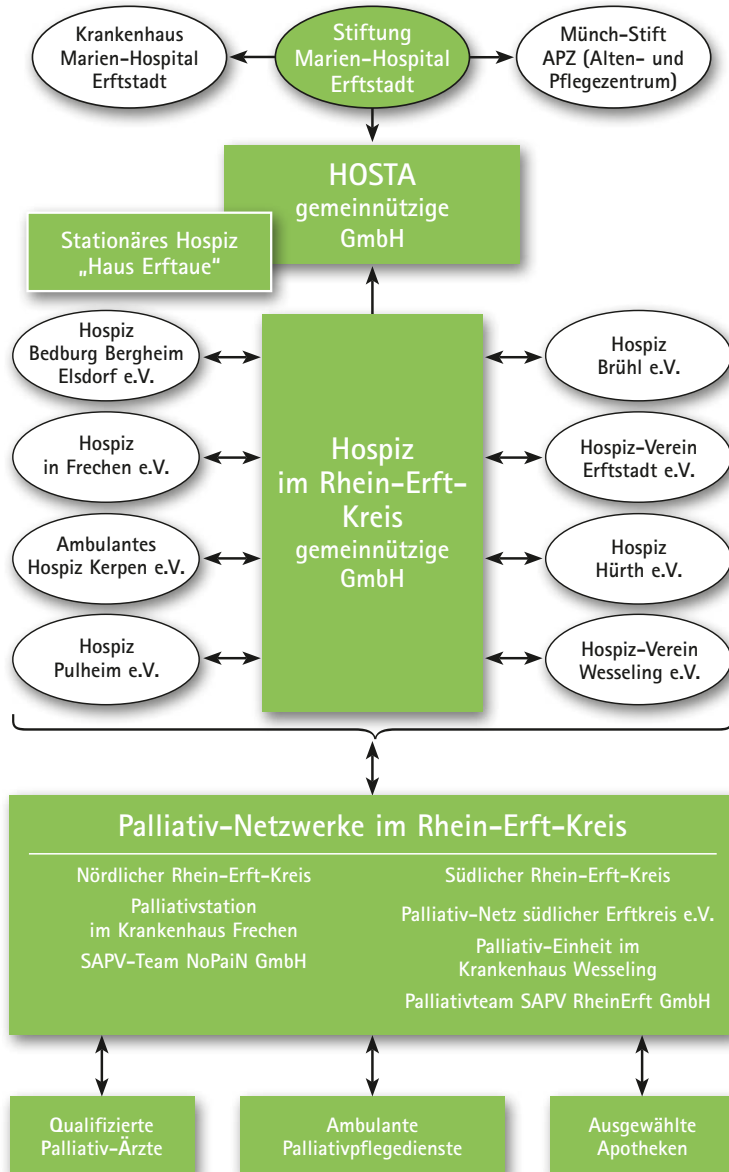 Krankenhaus
Marien-Hospital
Erftstadt
Stiftung
Marien-Hospital
Erftstadt
Münch-Stift
APZ (Alten- und
Pflegezentrum)
HOSTA
gemeinnützige
GmbH
Stationäres Hospiz
„Haus Erftaue“
Hospiz
Bedburg Bergheim
Elsdorf e.V.
Hospiz
in Frechen e.V.
Ambulantes
Hospiz Kerpen e.V.
Hospiz
Pulheim e.V.
Hospiz
im Rhein-Erft-
Kreis
gemeinnützige
GmbH
Hospiz
Brühl e.V.
Hospiz-Verein
Erftstadt e.V.
Hospiz
Hürth e.V.
Hospiz-Verein
Wesseling e.V.
Palliativ-Netzwerke im Rhein-Erft-Kreis
Nördlicher Rhein-Erft-Kreis
Palliativstation
im Krankenhaus Frechen
SAPV-Team NoPaiN GmbH
Südlicher Rhein-Erft-Kreis
Palliativ-Netz südlicher Erftkreis e.V.
Palliativ-Einheit im
Krankenhaus Wesseling
Palliativteam SAPV RheinErft GmbH
Qualifizierte
Palliativ-Ärzte
Ambulante
Palliativpflegedienste
Ausgewählte
Apotheken